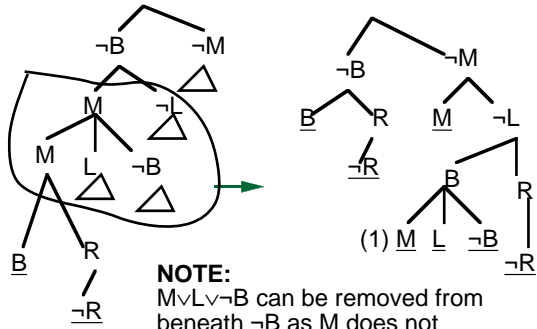 ¬B ¬M
M ¬L
M L ¬B
B R
¬R
¬B ¬M
B R M ¬L
¬R
B R
(1) M L ¬B
¬R
NOTE:
M∨L∨¬B can be removed from
beneath ¬B as M does not